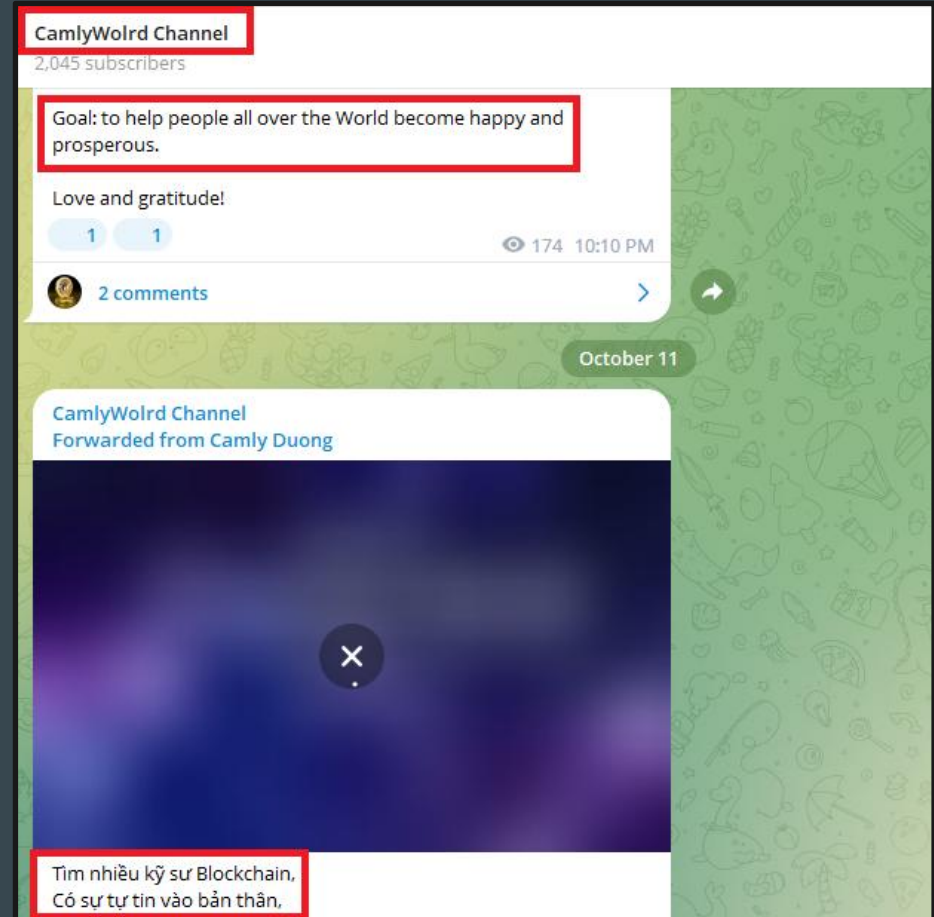 CamlyWolrd Channel
2,045 subscribers
Goal: to help people all over the World become happy and
prosperous.
Love and gratitude!
1 1
174 10:10 PM
2 comments
October 11
CamlyWolrd Channel
Forwarded from Camly Duong
Tìm nhiều kỹ sư Blockchain,
Có sự tự tin vào bản thân,